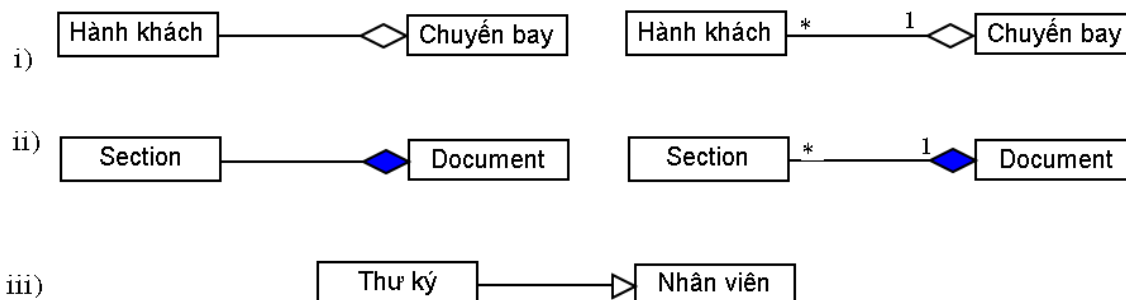 Hành khách Chuyến bay Hành khách * 1 Chuyến bay
i)
ii)
Section Document Section * 1 Document
iii) Thư ký Nhân viên